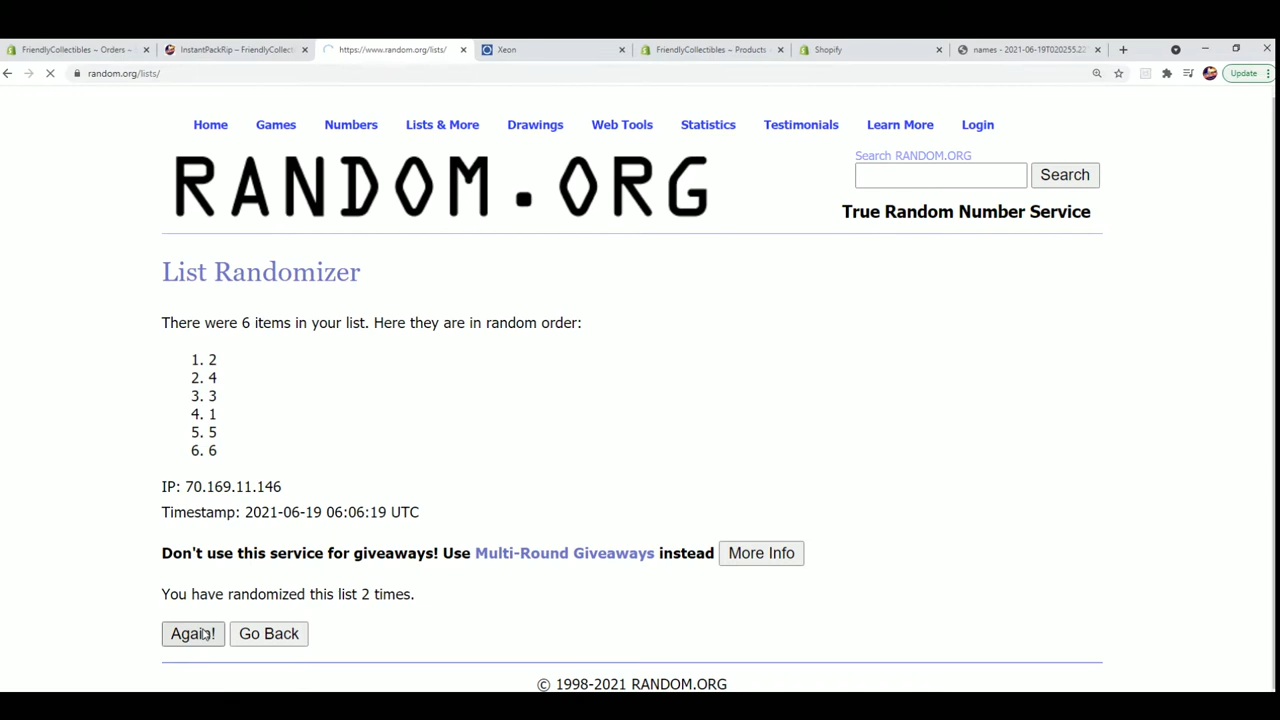 FriendlyCollectibles ~ Orders ~
InstantPackRip – FriendlyCollect
https://www.random.org/lists/
Xeon
FriendlyCollectibles ~ Products
Shopify
names - 2021-06-19T020255.22
random.org/lists/
Update
Home Games Numbers Lists & More Drawings Web Tools Statistics Testimonials Learn More Login
RANDOM.ORG
Search RANDOM.ORG
Search
True Random Number Service
List Randomizer
There were 6 items in your list. Here they are in random order:
1. 2
2. 4
3. 3
4. 1
5. 5
6. 6
IP: 70.169.11.146
Timestamp: 2021-06-19 06:06:19 UTC
Don't use this service for giveaways! Use Multi-Round Giveaways instead More Info
You have randomized this list 2 times.
Again! Go Back
© 1998-2021 RANDOM.ORG